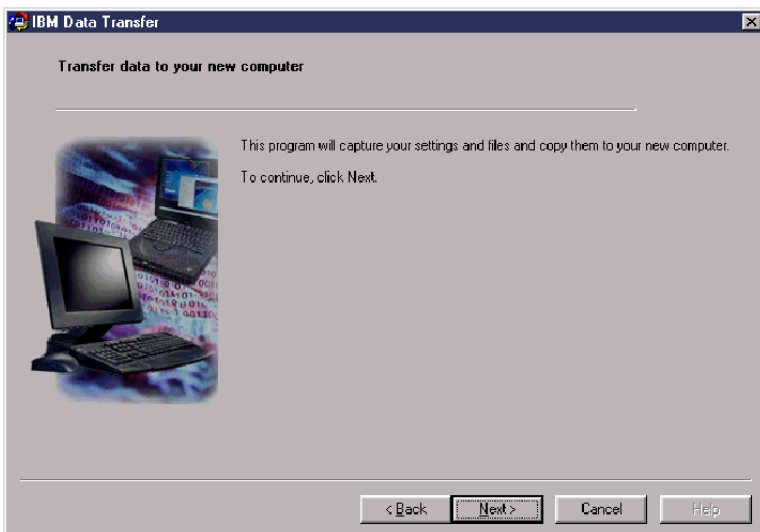 IBM Data Transfer
Transfer data to your new computer
This program will capture your settings and files and copy them to your new computer.
To continue, click Next.
< Back
Next >
Cancel
Help